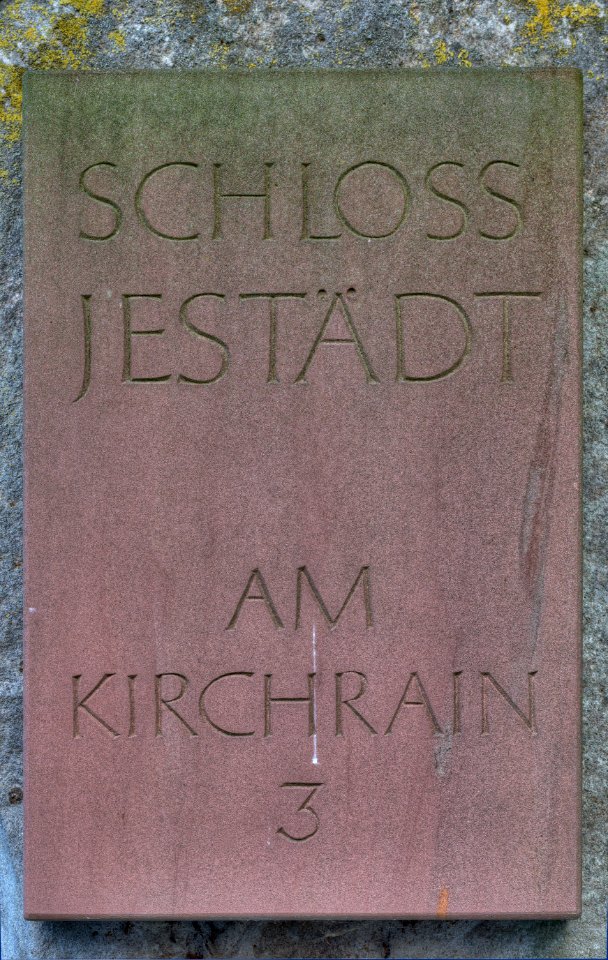 SCHLOSS
JESTÄDT
AM
KIRCHRAIN
3